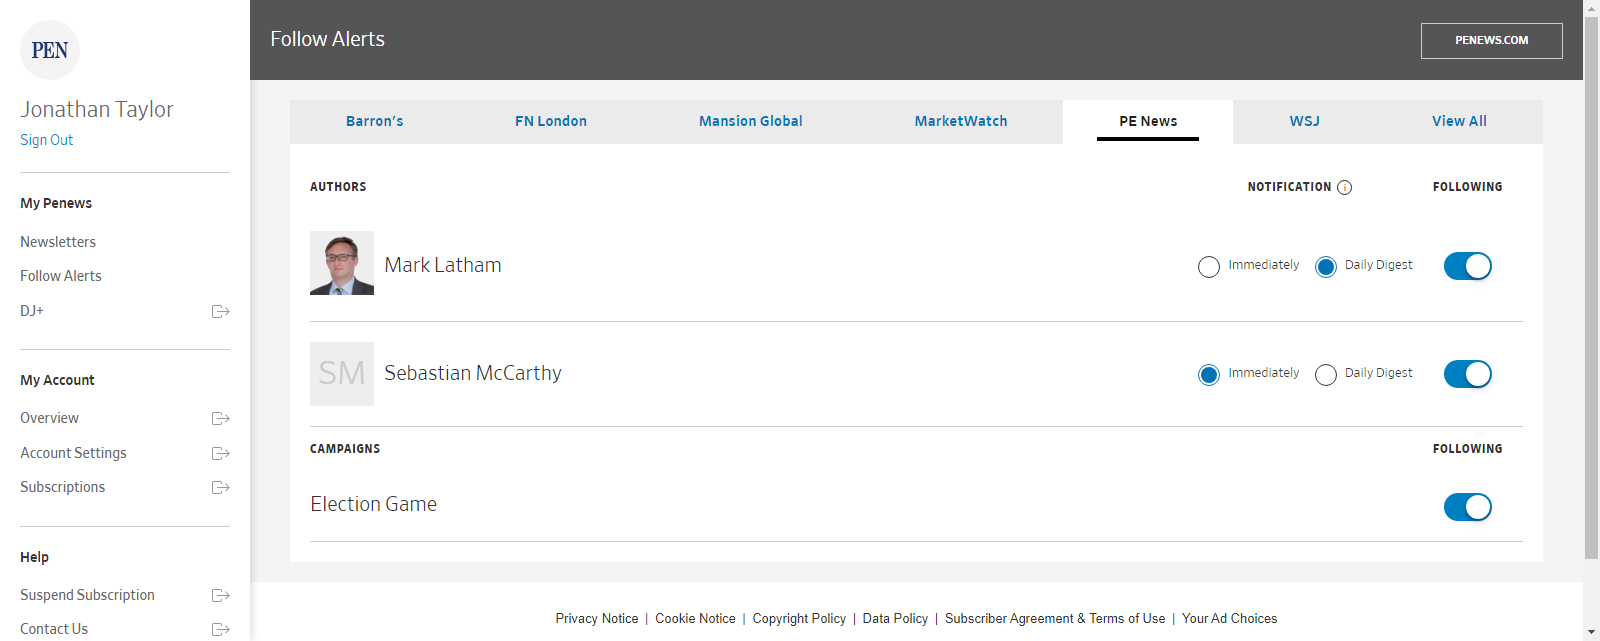 PEN
Jonathan Taylor
Sign Out
My Penews
Newsletters
Follow Alerts
DJ+
My Account
Overview
Account Settings
Subscriptions
Help
Suspend Subscription
Contact Us
Follow Alerts
PENEWS.COM
Barron's FN London Mansion Global MarketWatch PE News WSJ View All
AUTHORS NOTIFICATION i FOLLOWING
Mark Latham Immediately Daily Digest
SM Sebastian McCarthy Immediately Daily Digest
CAMPAIGNS FOLLOWING
Election Game
Privacy Notice | Cookie Notice | Copyright Policy | Data Policy | Subscriber Agreement & Terms of Use | Your Ad Choices